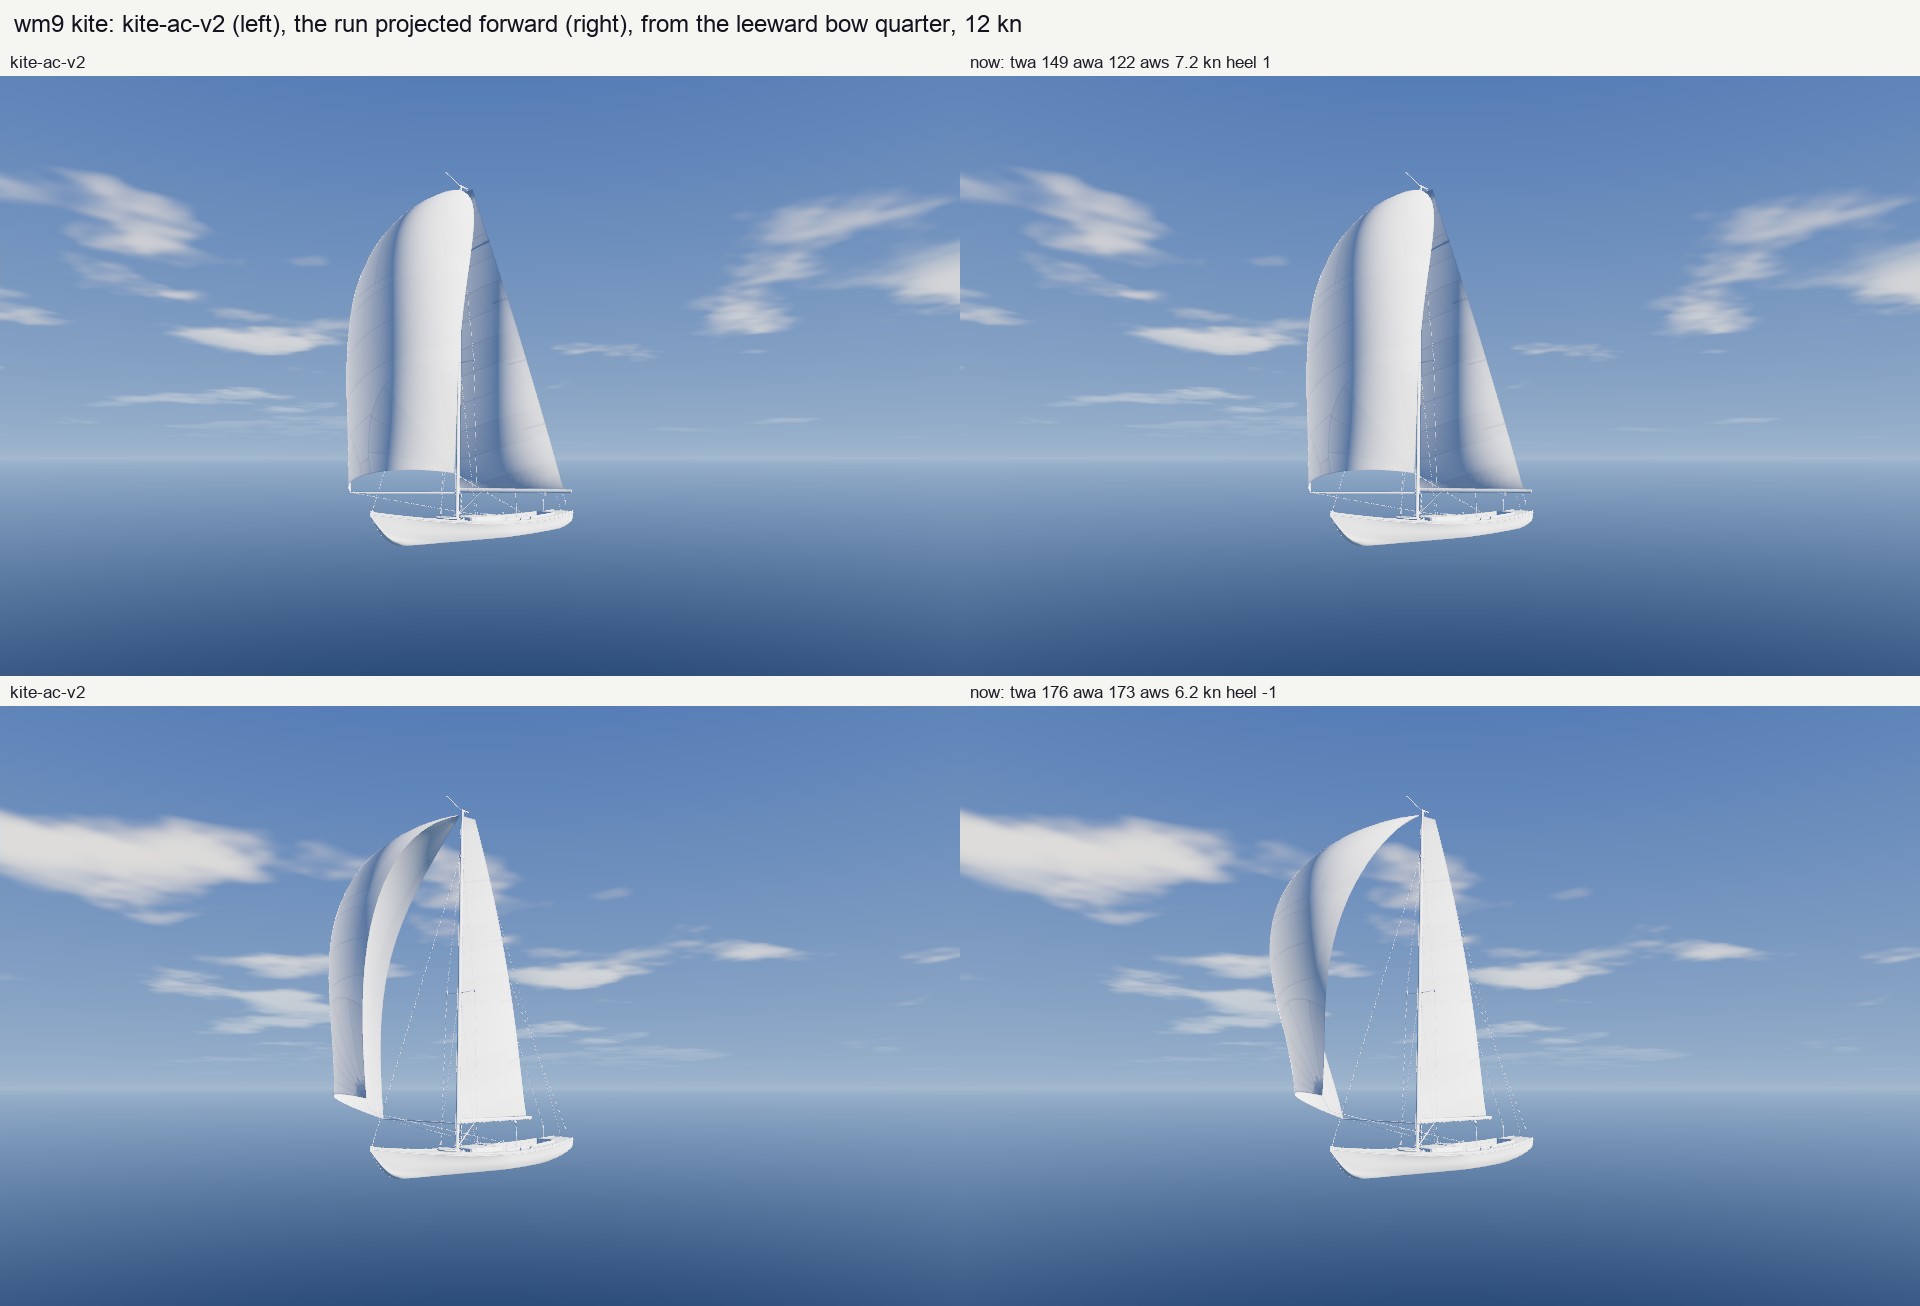 wm9 kite: kite-ac-v2 (left), the run projected forward (right), from the leeward bow quarter, 12 kn
kite-ac-v2
now: twa 149 awa 122 aws 7.2 kn heel 1
kite-ac-v2
now: twa 176 awa 173 aws 6.2 kn heel -1